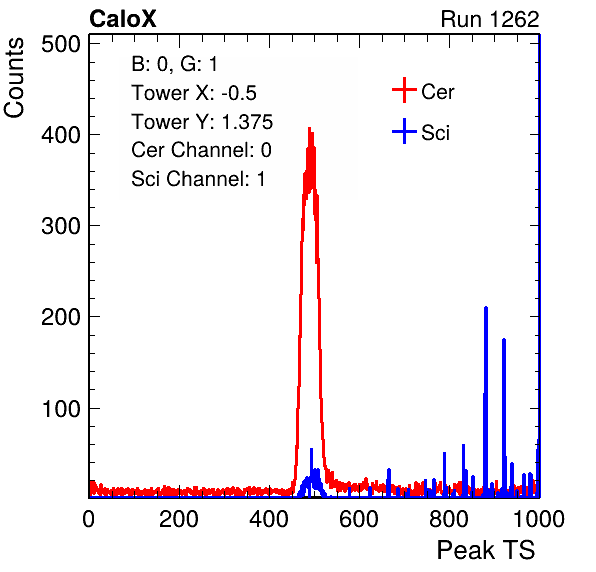 CaloX
Run 1262
Counts
500
400
300
200
100
B: 0, G: 1
Tower X: -0.5
Tower Y: 1.375
Cer Channel: 0
Sci Channel: 1
Cer
Sci
0 200 400 600 800 1000
Peak TS